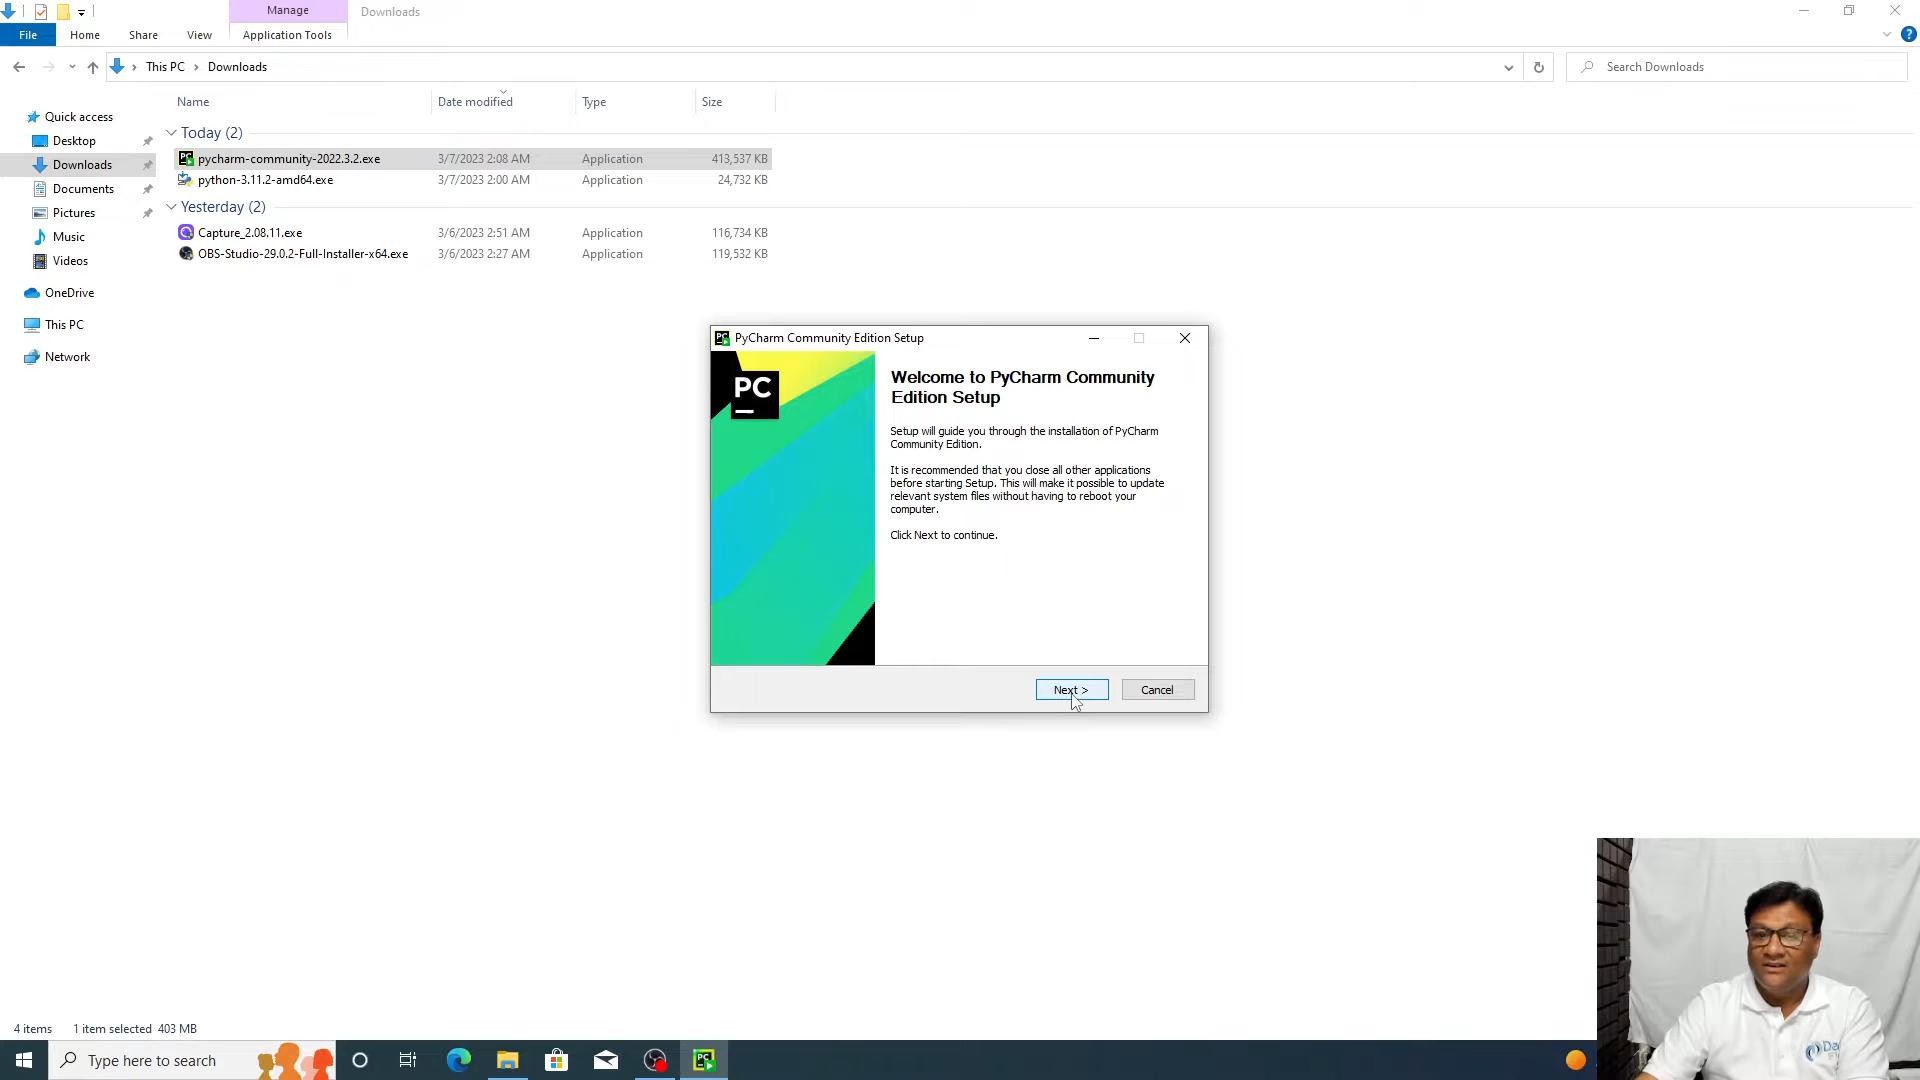 Manage
Downloads
File
Home
Share
View
Application Tools
This PC
Downloads
Search Downloads
Name
Date modified
Type
Size
Quick access
Desktop
Downloads
Documents
Pictures
Music
Videos
OneDrive
This PC
Network
Today (2)
pycharm-community-2022.3.2.exe 3/7/2023 2:08 AM Application 413,537 KB
python-3.11.2-amd64.exe 3/7/2023 2:00 AM Application 24,732 KB
Yesterday (2)
Capture_2.08.11.exe 3/6/2023 2:51 AM Application 116,734 KB
OBS-Studio-29.0.2-Full-Installer-x64.exe 3/6/2023 2:27 AM Application 119,532 KB
PC
PyCharm Community Edition Setup
PC
Welcome to PyCharm Community
Edition Setup
Setup will guide you through the installation of PyCharm
Community Edition.
It is recommended that you close all other applications
before starting Setup. This will make it possible to update
relevant system files without having to reboot your
computer.
Click Next to continue.
Next >
Cancel
4 items
1 item selected 403 MB
Type here to search
PC